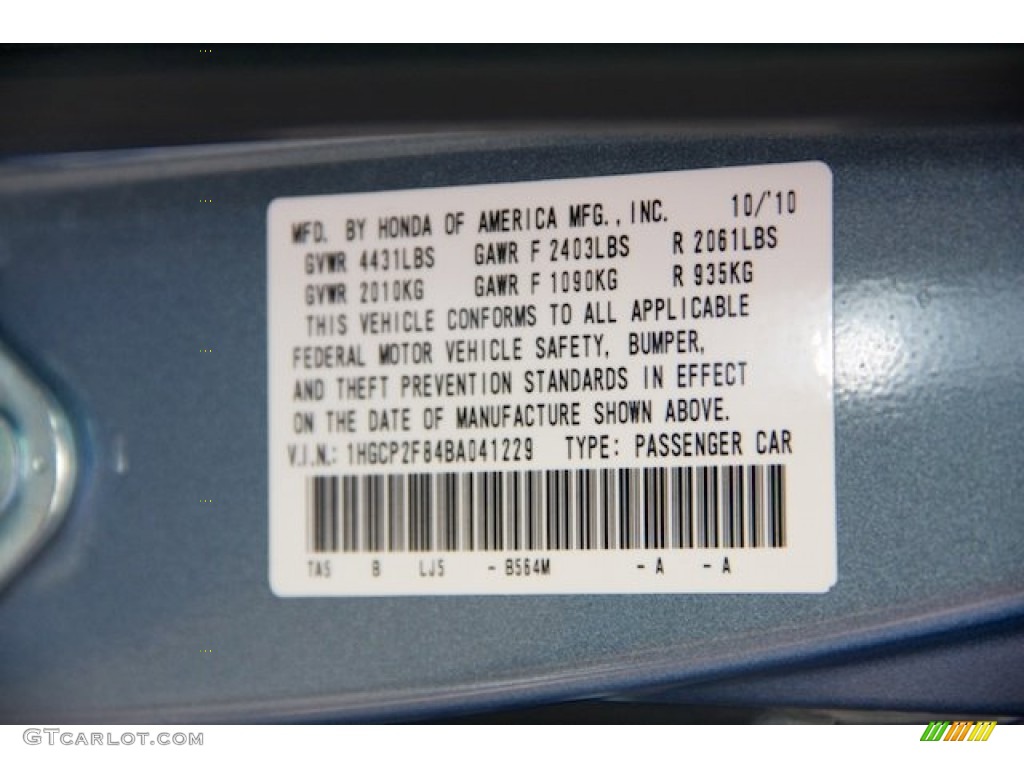 MFD. BY HONDA OF AMERICA MFG., INC. 10/'10
GVWR 4431LBS GAWR F 2403LBS R 2061LBS
GVWR 2010KG GAWR F 1090KG R 935KG
THIS VEHICLE CONFORMS TO ALL APPLICABLE
FEDERAL MOTOR VEHICLE SAFETY, BUMPER,
AND THEFT PREVENTION STANDARDS IN EFFECT
ON THE DATE OF MANUFACTURE SHOWN ABOVE.
V.I.N.: 1HGCP2F84BA041229 TYPE: PASSENGER CAR
TA5 B LJ5 - B564M - A - A
GTCARLOT.COM